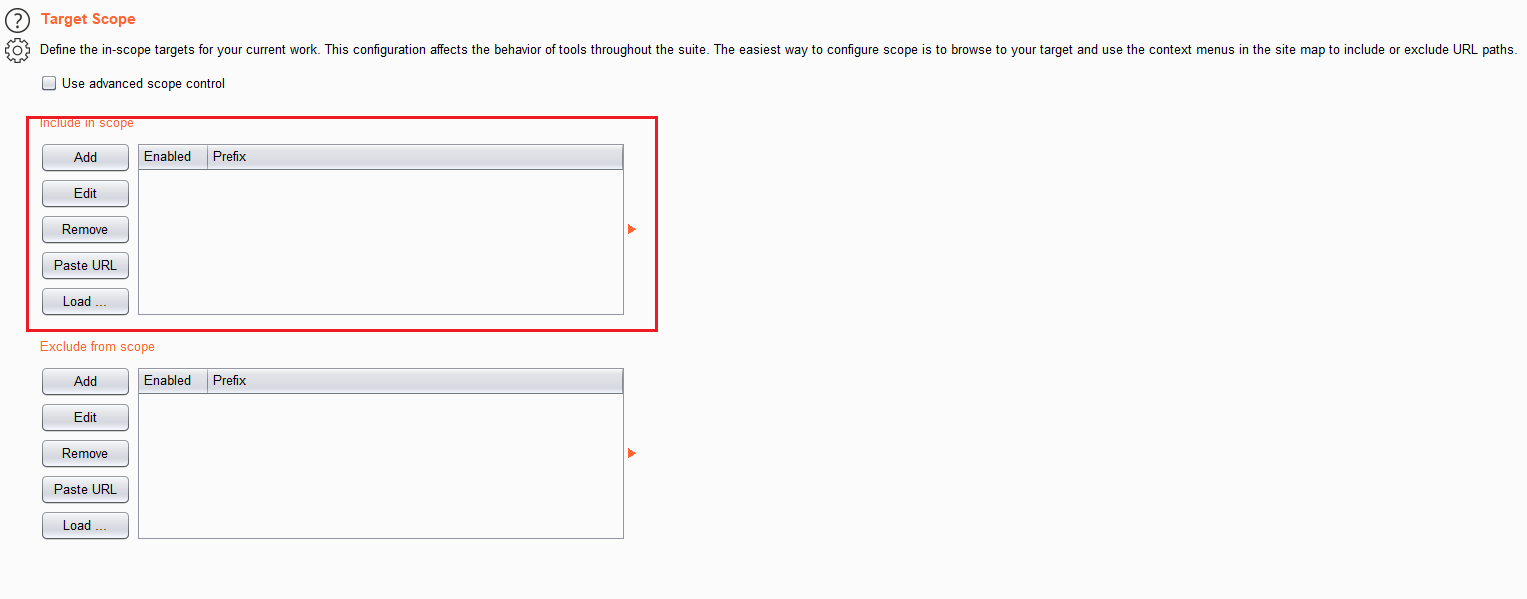 ?
Target Scope
Define the in-scope targets for your current work. This configuration affects the behavior of tools throughout the suite. The easiest way to configure scope is to browse to your target and use the context menus in the site map to include or exclude URL paths.
Use advanced scope control
Include in scope
Add
Enabled Prefix
Edit
Remove
Paste URL
Load ...
Exclude from scope
Add
Enabled Prefix
Edit
Remove
Paste URL
Load ...